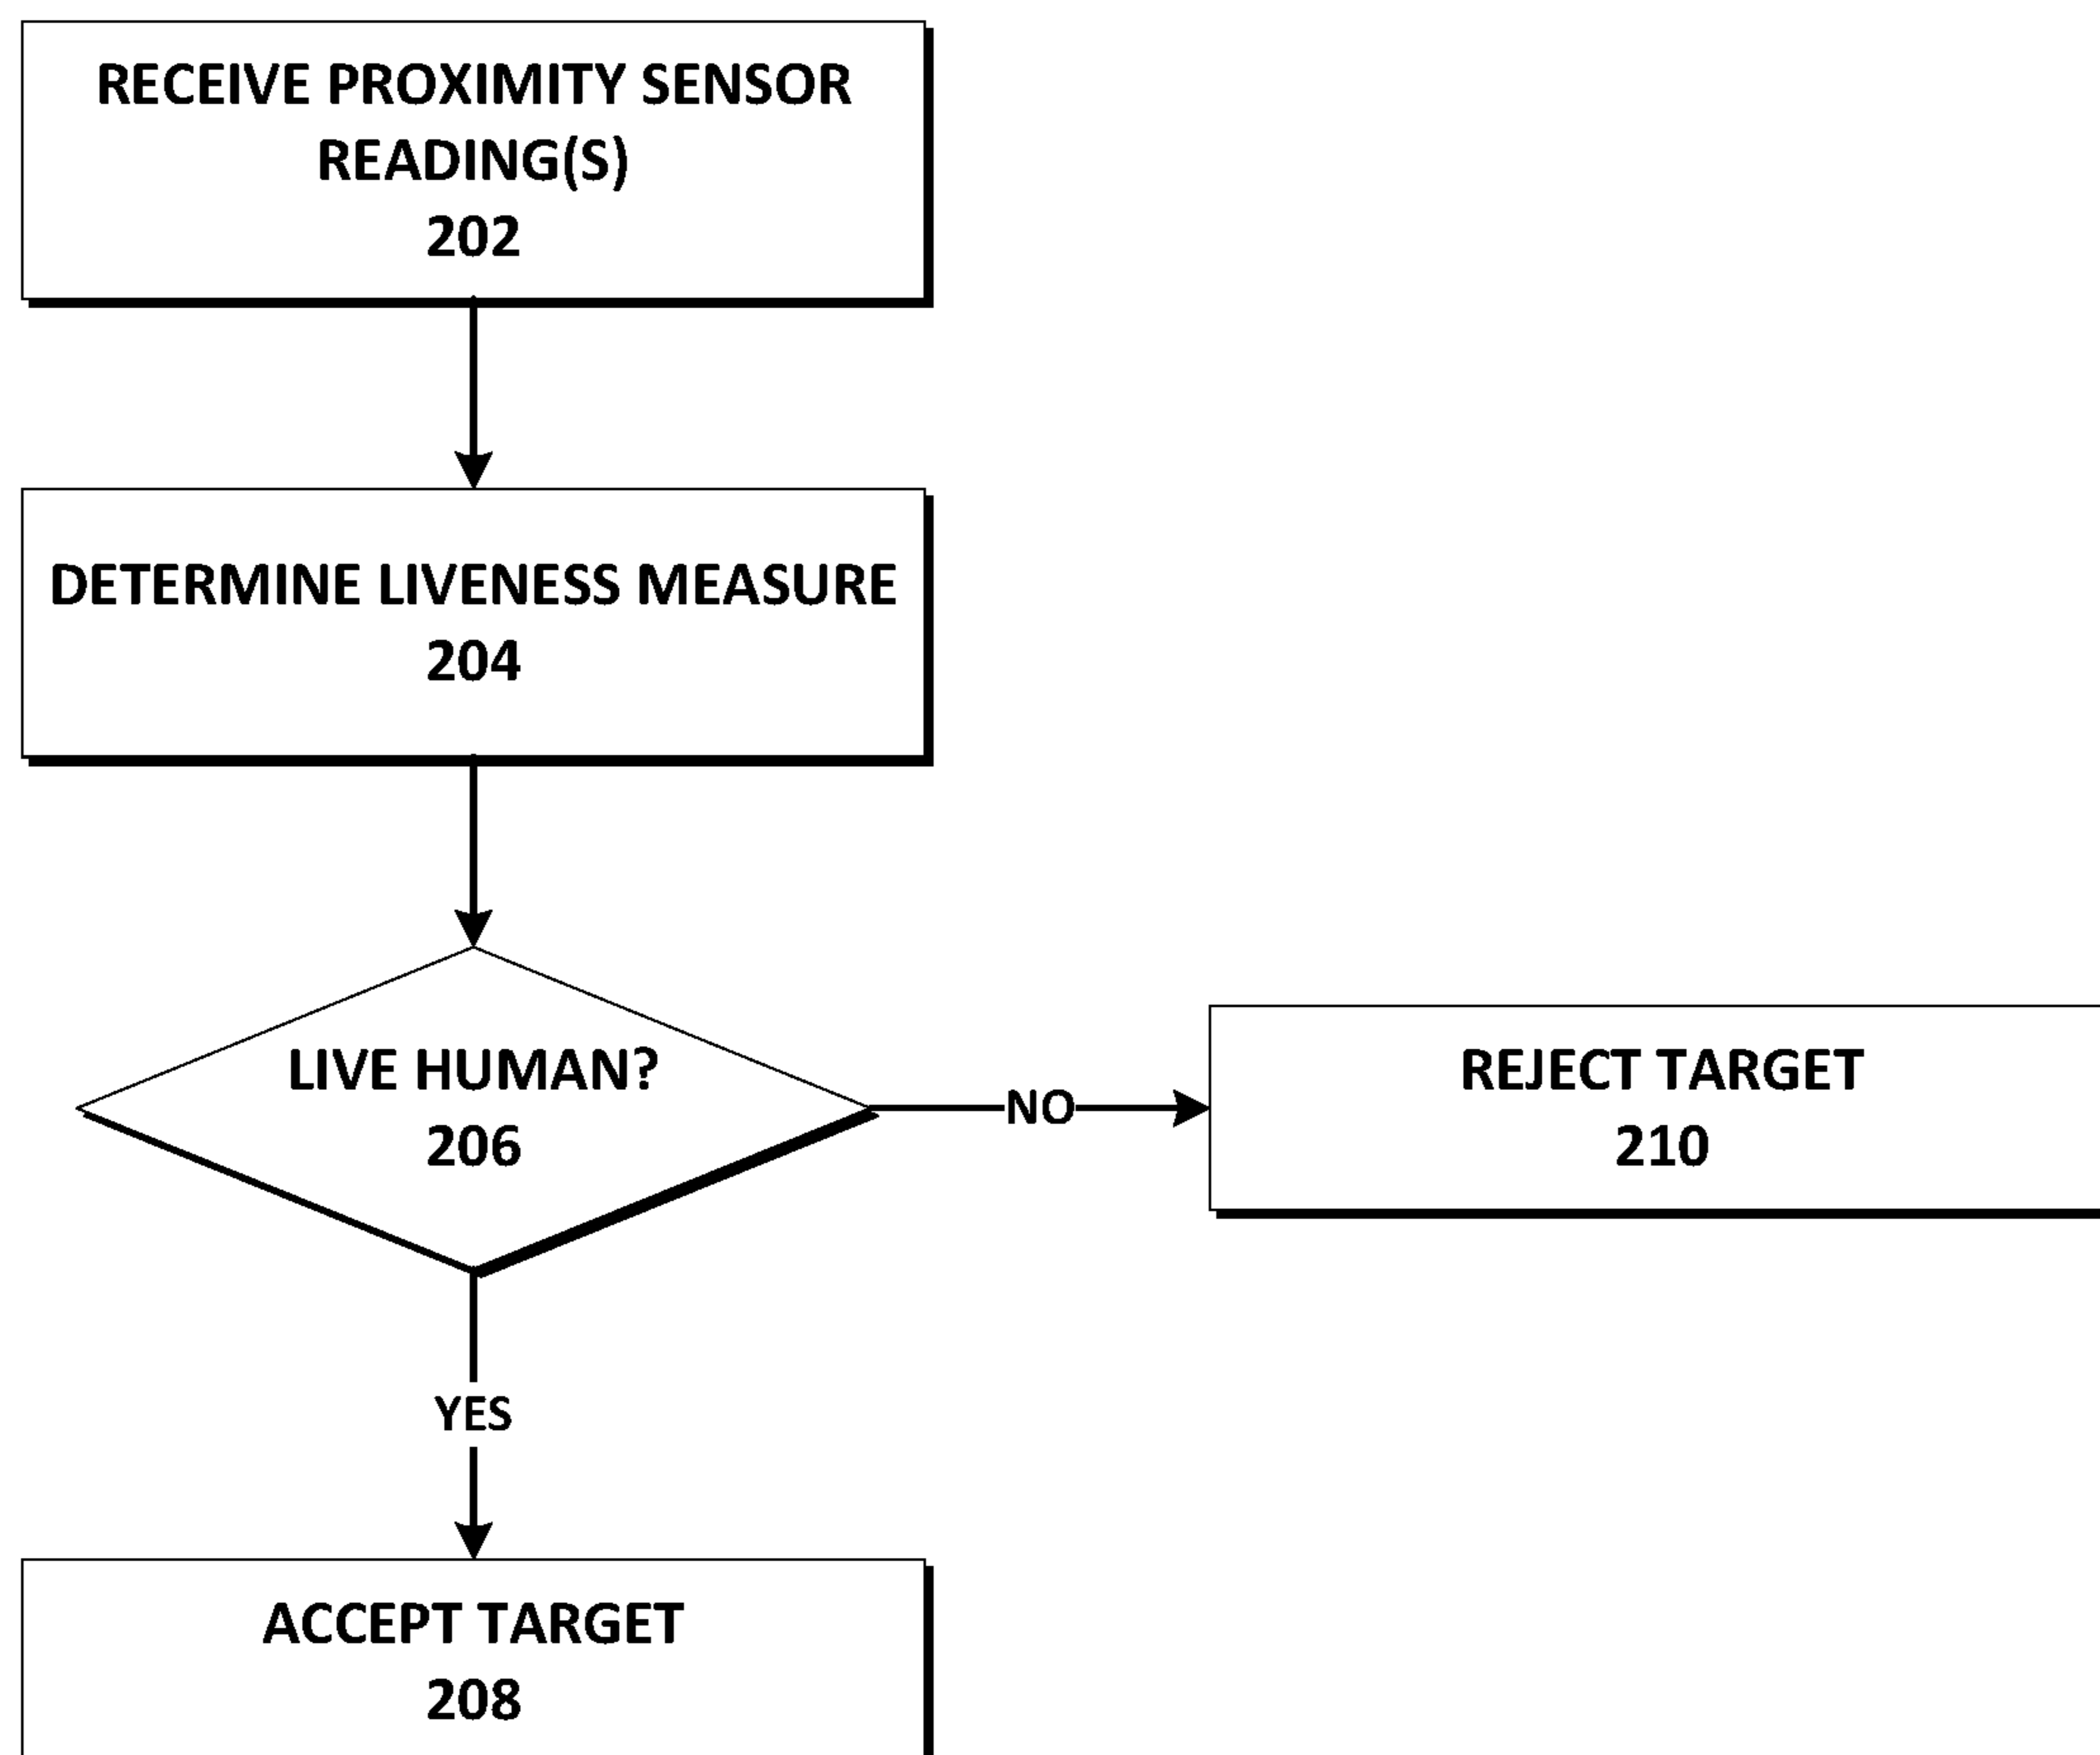 RECEIVE PROXIMITY SENSOR
READING(S)
202
DETERMINE LIVENESS MEASURE
204
LIVE HUMAN?
206
NO
REJECT TARGET
210
YES
ACCEPT TARGET
208